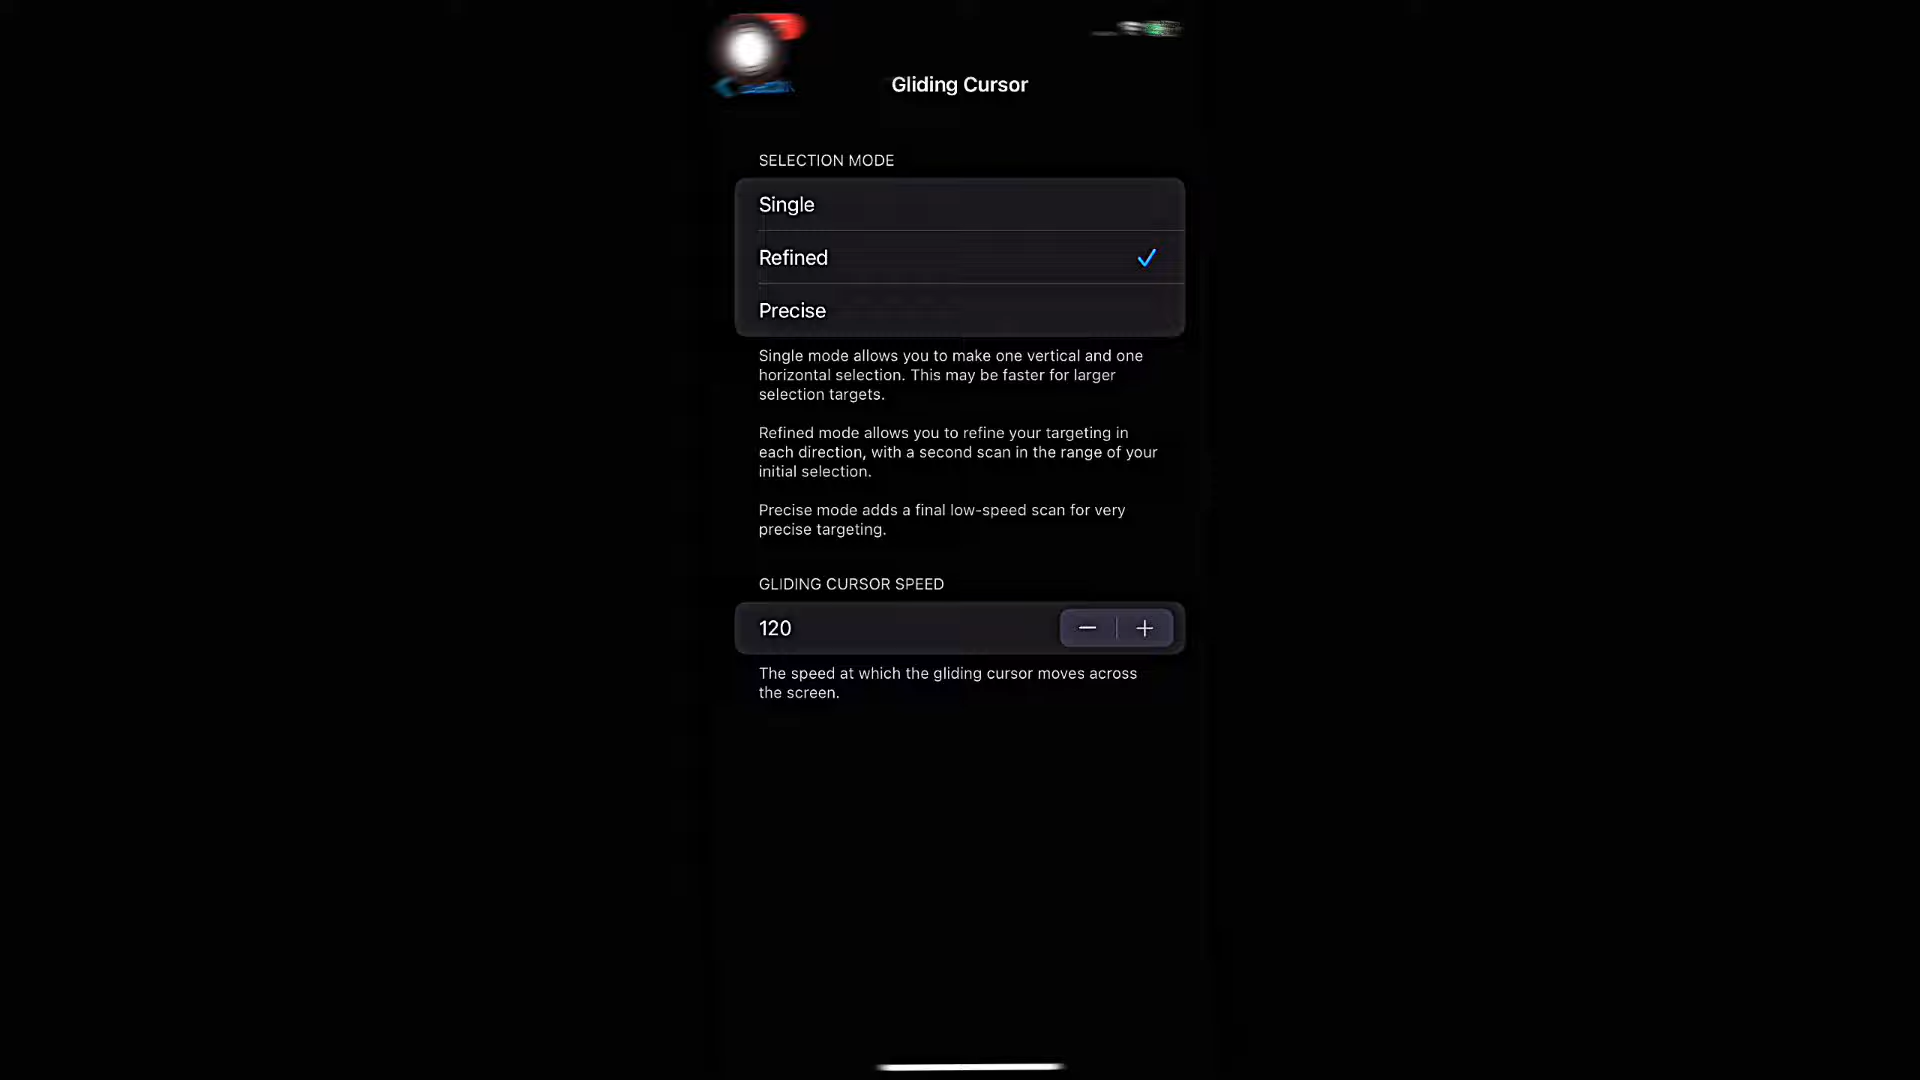 Gliding Cursor
SELECTION MODE
Single
Refined
Precise
Single mode allows you to make one vertical and one
horizontal selection. This may be faster for larger
selection targets.
Refined mode allows you to refine your targeting in
each direction, with a second scan in the range of your
initial selection.
Precise mode adds a final low-speed scan for very
precise targeting.
GLIDING CURSOR SPEED
120
The speed at which the gliding cursor moves across
the screen.